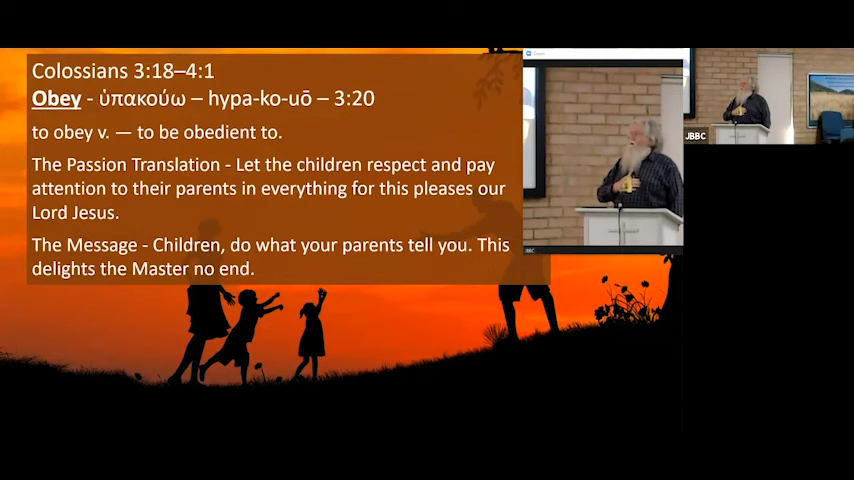 Colossians 3:18–4:1
Obey - ὑπακούω – hypa-ko-uō – 3:20
to obey v. — to be obedient to.
The Passion Translation - Let the children respect and pay
attention to their parents in everything for this pleases our
Lord Jesus.
The Message - Children, do what your parents tell you. This
delights the Master no end.
JBBC